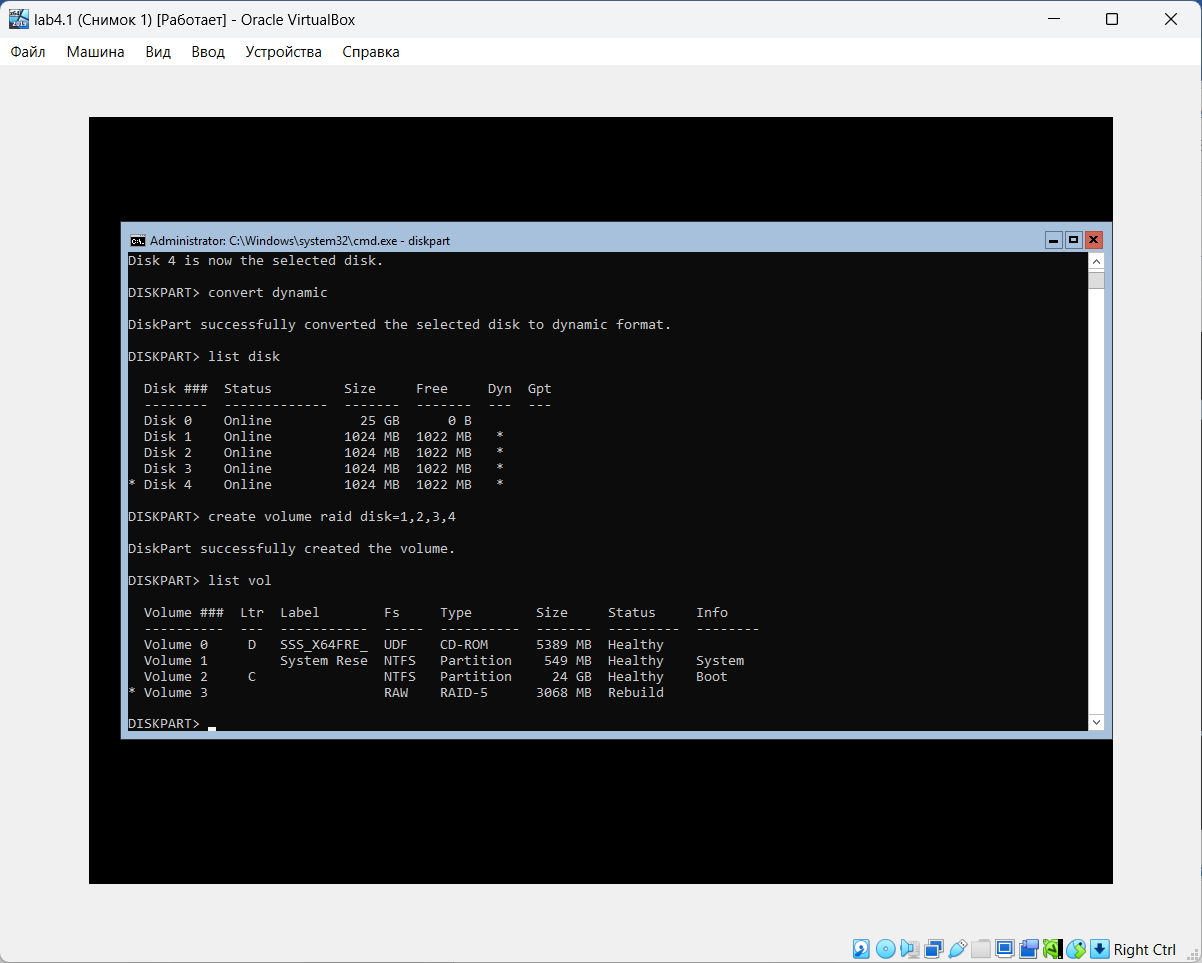 lab4.1 (Снимок 1) [Работает] - Oracle VirtualBox
Файл Машина Вид Ввод Устройства Справка
Administrator: C:\Windows\system32\cmd.exe - diskpart
Disk 4 is now the selected disk.
DISKPART> convert dynamic
DiskPart successfully converted the selected disk to dynamic format.
DISKPART> list disk
  Disk ###  Status         Size     Free     Dyn  Gpt
  --------  -------------  -------  -------  ---  ---
  Disk 0    Online           25 GB      0 B
  Disk 1    Online         1024 MB  1022 MB   *
  Disk 2    Online         1024 MB  1022 MB   *
  Disk 3    Online         1024 MB  1022 MB   *
* Disk 4    Online         1024 MB  1022 MB   *
DISKPART> create volume raid disk=1,2,3,4
DiskPart successfully created the volume.
DISKPART> list vol
  Volume ###  Ltr  Label        Fs     Type        Size     Status     Info
  ----------  ---  -----------  -----  ----------  -------  ---------  --------
  Volume 0     D   SSS_X64FRE_  UDF    CD-ROM      5389 MB  Healthy
  Volume 1         System Rese  NTFS   Partition    549 MB  Healthy    System
  Volume 2     C                NTFS   Partition     24 GB  Healthy    Boot
* Volume 3                      RAW    RAID-5      3068 MB  Rebuild
DISKPART> _
Right Ctrl